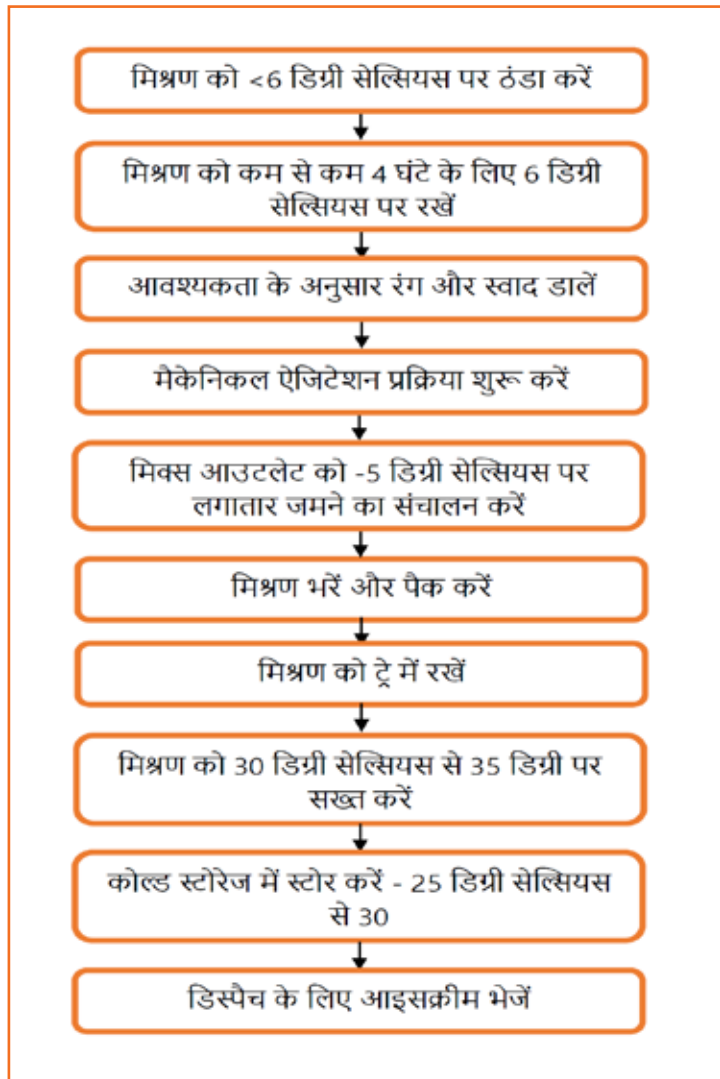 मिश्रण को <6 डिग्री सेल्सियस पर ठंडा करें
मिश्रण को कम से कम 4 घंटे के लिए 6 डिग्री
सेल्सियस पर रखें
आवश्यकता के अनुसार रंग और स्वाद डालें
मैकेनिकल ऐजिटेशन प्रक्रिया शुरू करें
मिक्स आउटलेट को -5 डिग्री सेल्सियस पर
लगातार जमने का संचालन करें
मिश्रण भरें और पैक करें
मिश्रण को ट्रे में रखें
मिश्रण को 30 डिग्री सेल्सियस से 35 डिग्री पर
सख्त करें
कोल्ड स्टोरेज में स्टोर करें - 25 डिग्री सेल्सियस
से 30
डिस्पैच के लिए आइसक्रीम भेजें